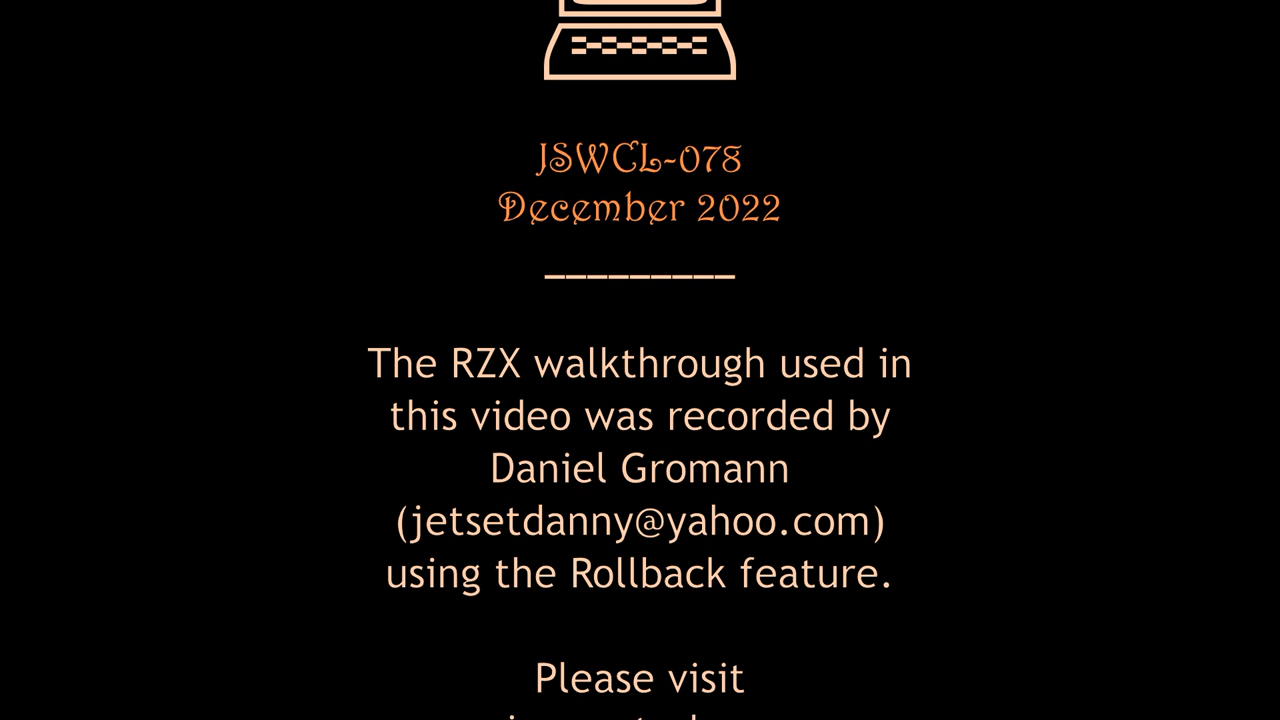 JSWCL-078
December 2022
_________
The RZX walkthrough used in
this video was recorded by
Daniel Gromann
(jetsetdanny@yahoo.com)
using the Rollback feature.
Please visit